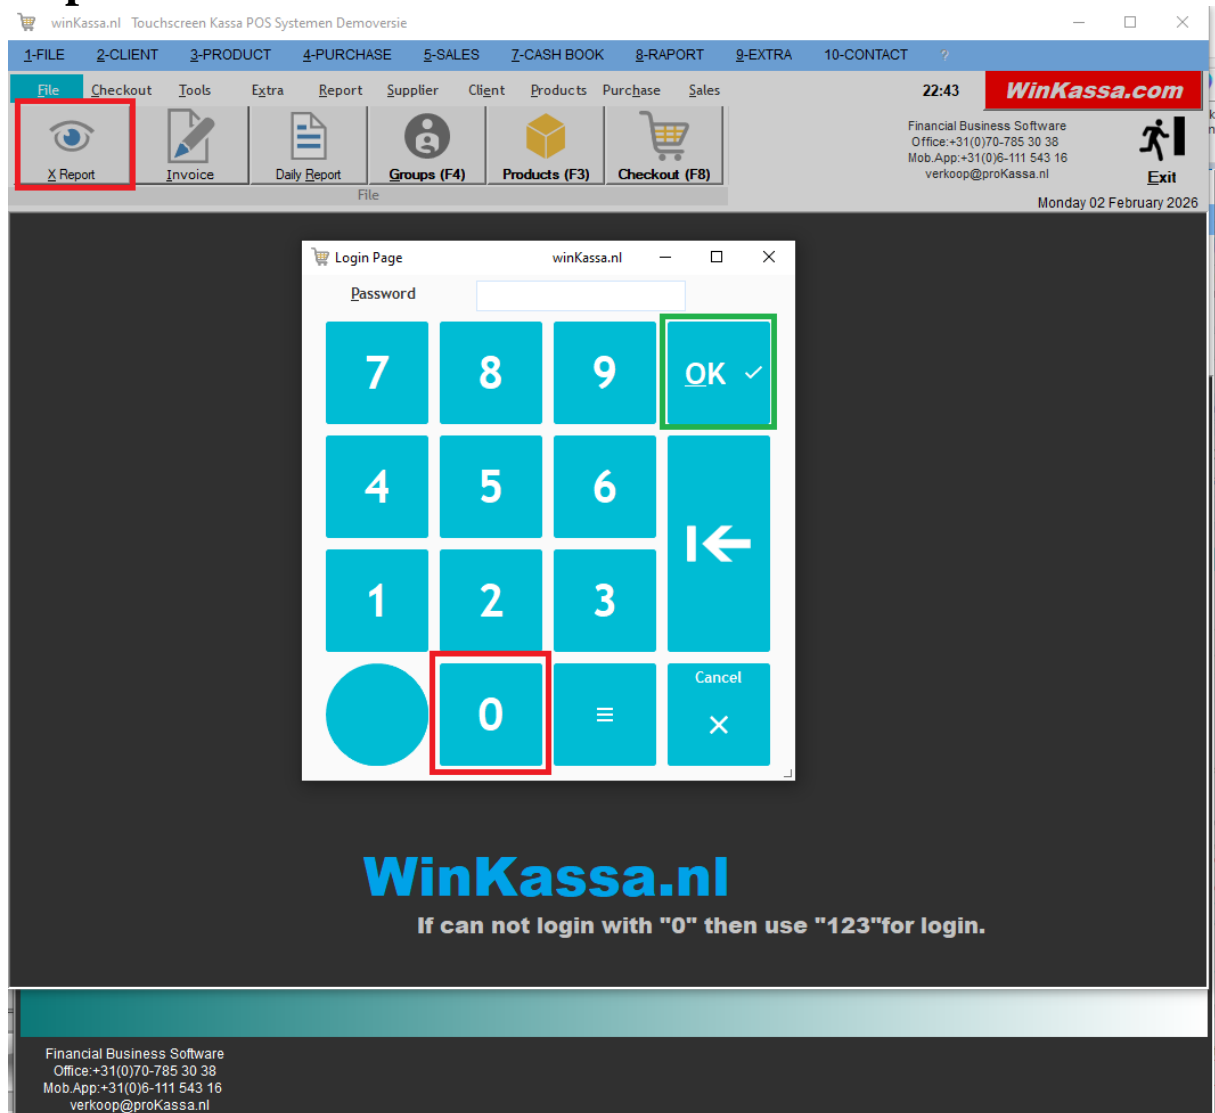 winKassa.nl Touchscreen Kassa POS Systemen Demoversie
1-FILE 2-CLIENT 3-PRODUCT 4-PURCHASE 5-SALES 7-CASH BOOK 8-RAPORT 9-EXTRA 10-CONTACT ?
File Checkout Tools Extra Report Supplier Client Products Purchase Sales 22:43 WinKassa.com
Financial Business Software
Office:+31(0)70-785 30 38
Mob.App:+31(0)6-111 543 16
verkoop@proKassa.nl
X Report Invoice Daily Report Groups (F4) Products (F3) Checkout (F8) Exit
File
Monday 02 February 2026
Login Page winKassa.nl
Password
7 8 9 OK
4 5 6
1 2 3
Cancel
0
WinKassa.nl
If can not login with "0" then use "123"for login.
Financial Business Software
Office:+31(0)70-785 30 38
Mob.App:+31(0)6-111 543 16
verkoop@proKassa.nl